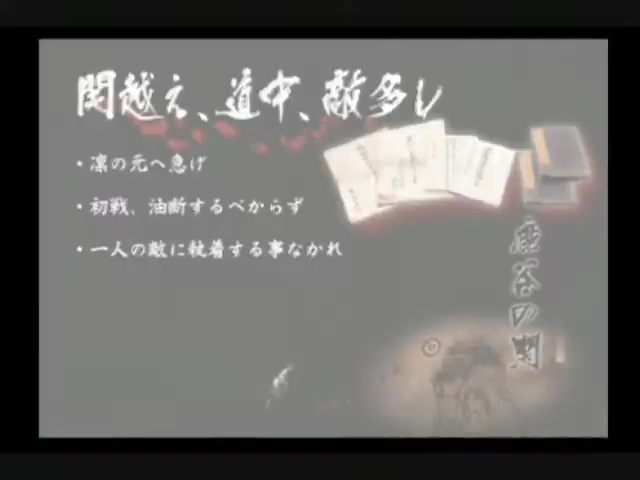 関越え、道中、敵多し
・凛の元へ急げ
・初戦、油断するべからず
・一人の敵に執着する事なかれ
鹿谷の関